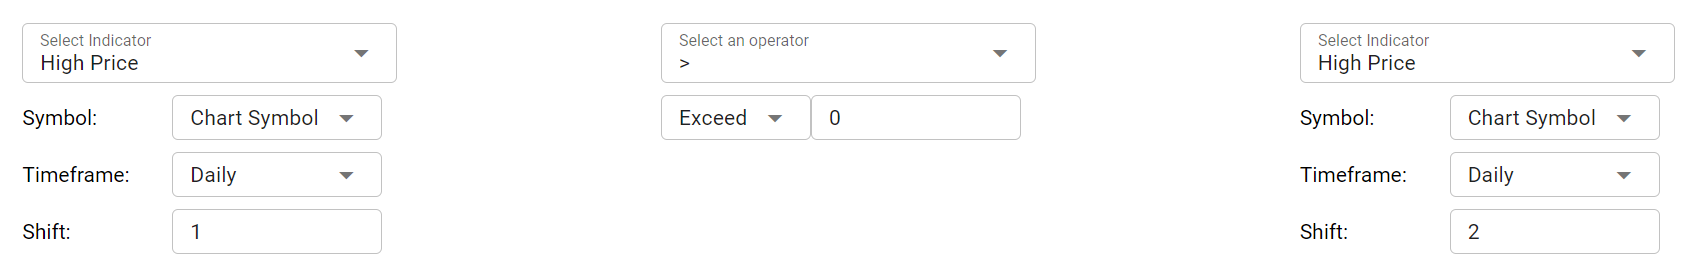 Select Indicator
High Price
Symbol: Chart Symbol
Timeframe: Daily
Shift: 1
Select an operator
>
Exceed 0
Select Indicator
High Price
Symbol: Chart Symbol
Timeframe: Daily
Shift: 2